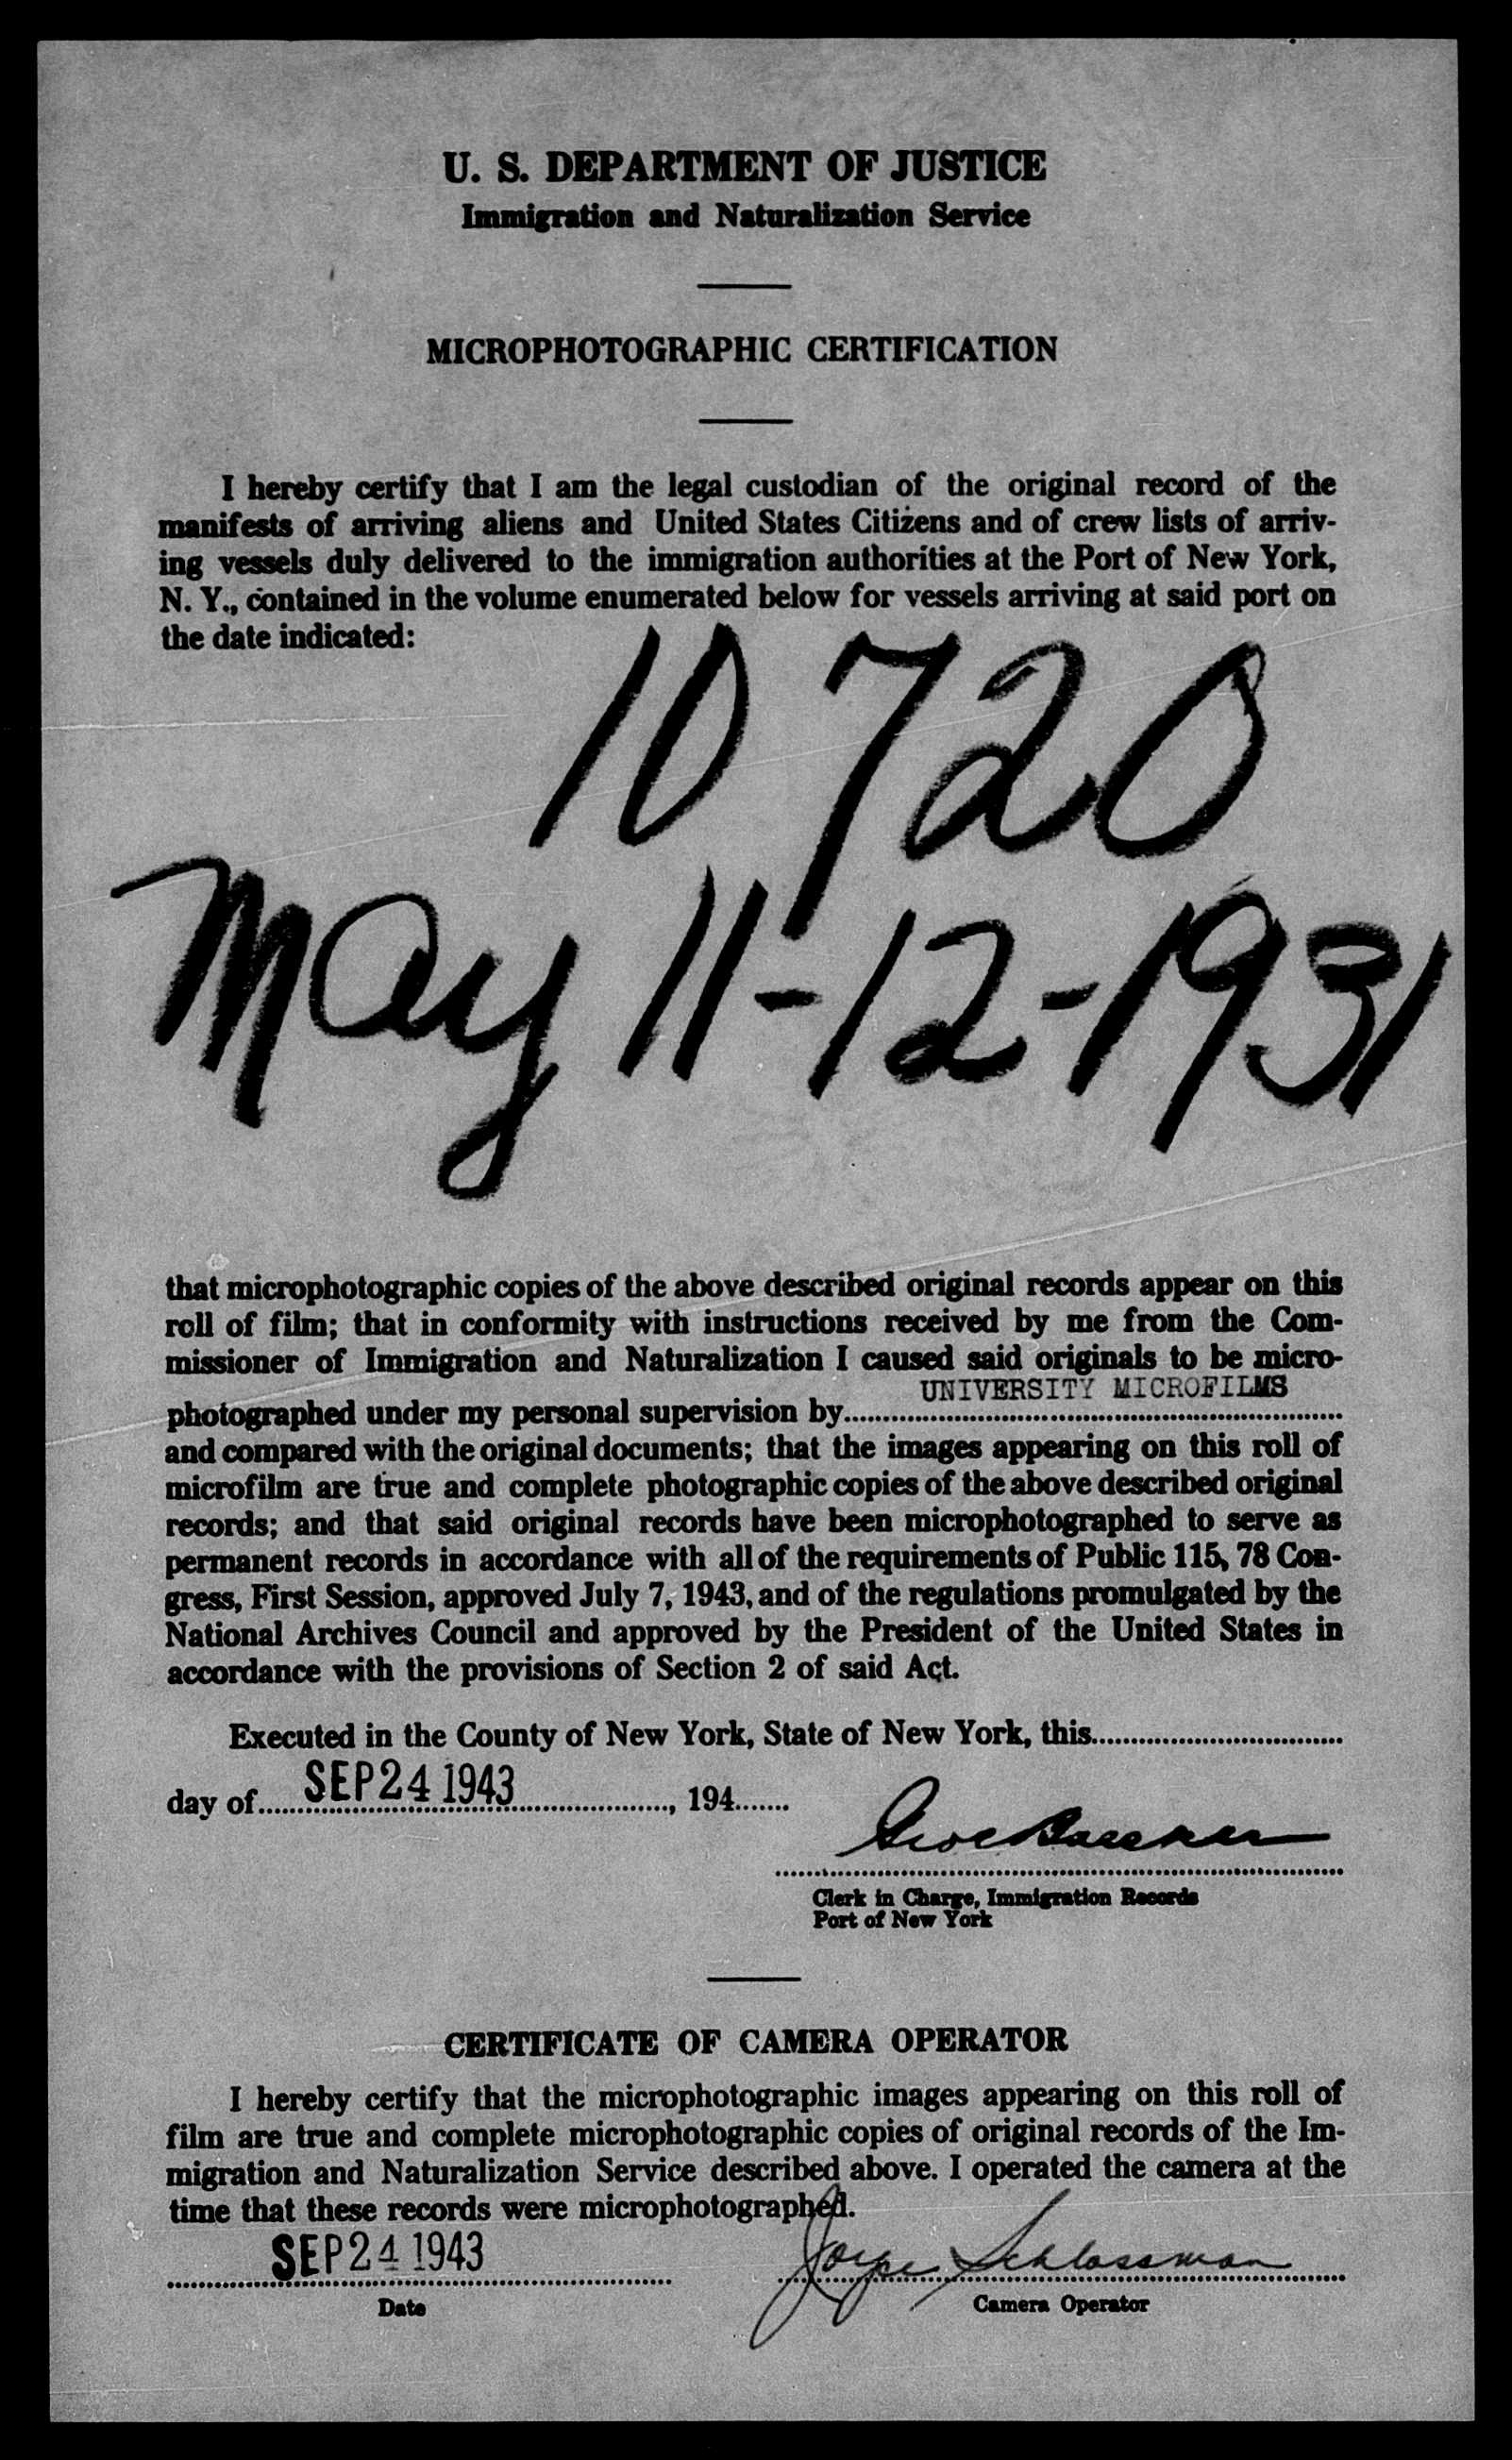 U. S. DEPARTMENT OF JUSTICE
Immigration and Naturalization Service
MICROPHOTOGRAPHIC CERTIFICATION
I hereby certify that I am the legal custodian of the original record of the
manifests of arriving aliens and United States Citizens and of crew lists of arriv-
ing vessels duly delivered to the immigration authorities at the Port of New York,
N. Y., contained in the volume enumerated below for vessels arriving at said port on
the date indicated:
10720
May 11-12-1931
that microphotographic copies of the above described original records appear on this
roll of film; that in conformity with instructions received by me from the Com-
missioner of Immigration and Naturalization I caused said originals to be micro-
UNIVERSITY MICROFILMS
photographed under my personal supervision by
and compared with the original documents; that the images appearing on this roll of
microfilm are true and complete photographic copies of the above described original
records; and that said original records have been microphotographed to serve as
permanent records in accordance with all of the requirements of Public 115, 78 Con-
gress, First Session, approved July 7, 1943, and of the regulations promulgated by the
National Archives Council and approved by the President of the United States in
accordance with the provisions of Section 2 of said Act.
Executed in the County of New York, State of New York, this
day of SEP 24 1943, 194
Clerk in Charge, Immigration Records
Port of New York
CERTIFICATE OF CAMERA OPERATOR
I hereby certify that the microphotographic images appearing on this roll of
film are true and complete microphotographic copies of original records of the Im-
migration and Naturalization Service described above. I operated the camera at the
time that these records were microphotographed.
SEP 24 1943 Schlossman
Date Camera Operator